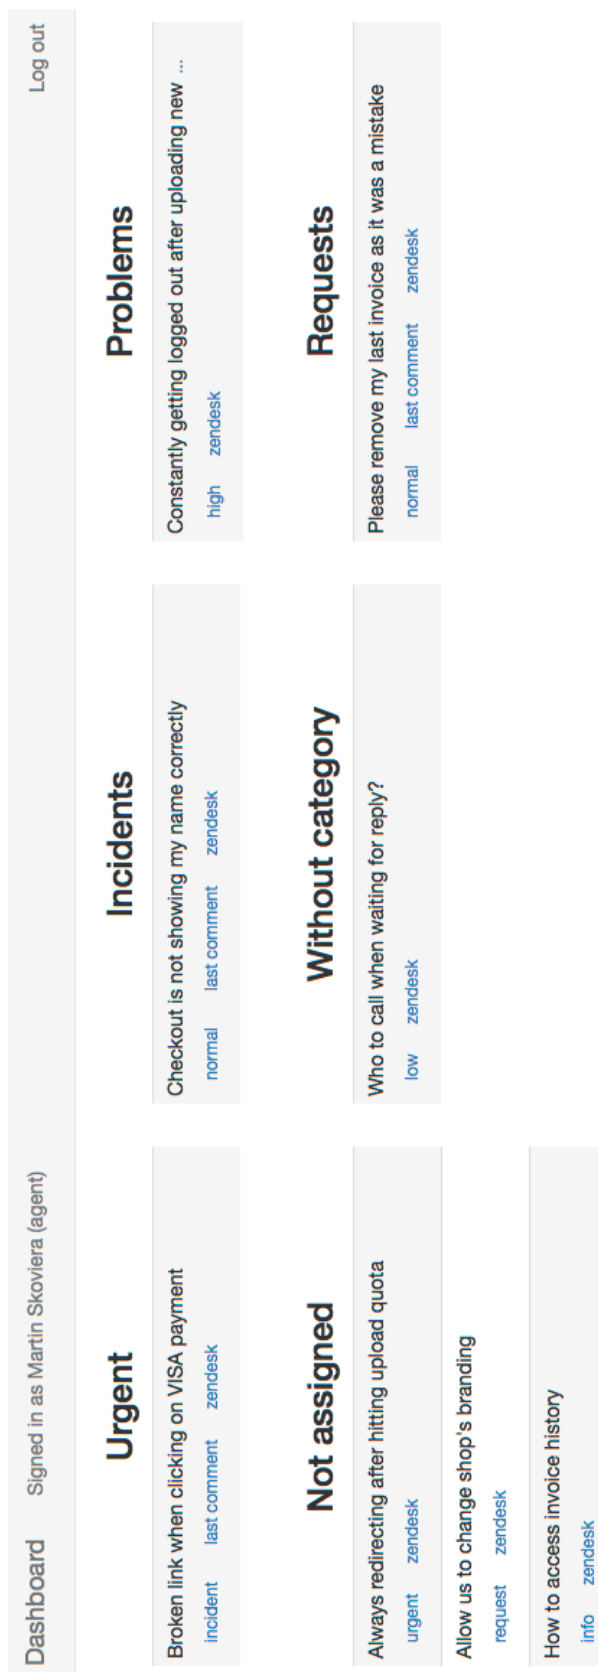 Dashboard Signed in as Martin Skoviera (agent) Log out
Urgent
Broken link when clicking on VISA payment
incident last comment zendesk
Incidents
Checkout is not showing my name correctly
normal last comment zendesk
Problems
Constantly getting logged out after uploading new ...
high zendesk
Not assigned
Always redirecting after hitting upload quota
urgent zendesk
Allow us to change shop's branding
request zendesk
How to access invoice history
info zendesk
Without category
Who to call when waiting for reply?
low zendesk
Requests
Please remove my last invoice as it was a mistake
normal last comment zendesk